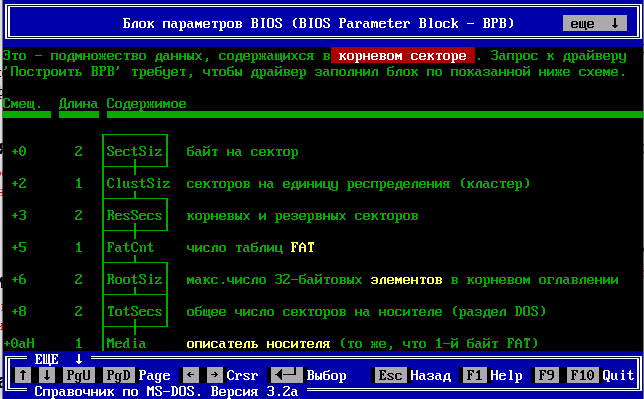 Блок параметров BIOS (BIOS Parameter Block - BPB) еще ↓
Это - подмножество данных, содержащихся в корневом секторе . Запрос к драйверу
'Построить BPB' требует, чтобы драйвер заполнил блок по показанной ниже схеме.
Смещ. Длина Содержимое
+0 2 SectSiz байт на сектор
+2 1 ClustSiz секторов на единицу респределения (кластер)
+3 2 ResSecs корневых и резервных секторов
+5 1 FatCnt число таблиц FAT
+6 2 RootSiz макс.число 32-байтовых элементов в корневом оглавлении
+8 2 TotSecs общее число секторов на носителе (раздел DOS)
+0aH 1 Media описатель носителя (то же, что 1-й байт FAT)
ЕЩЕ ↓
↑ ↓ PgU PgD Page ← → Crsr ←┘ Выбор Esc Назад F1 Help F9 F10 Quit
Справочник по MS-DOS. Версия 3.2a